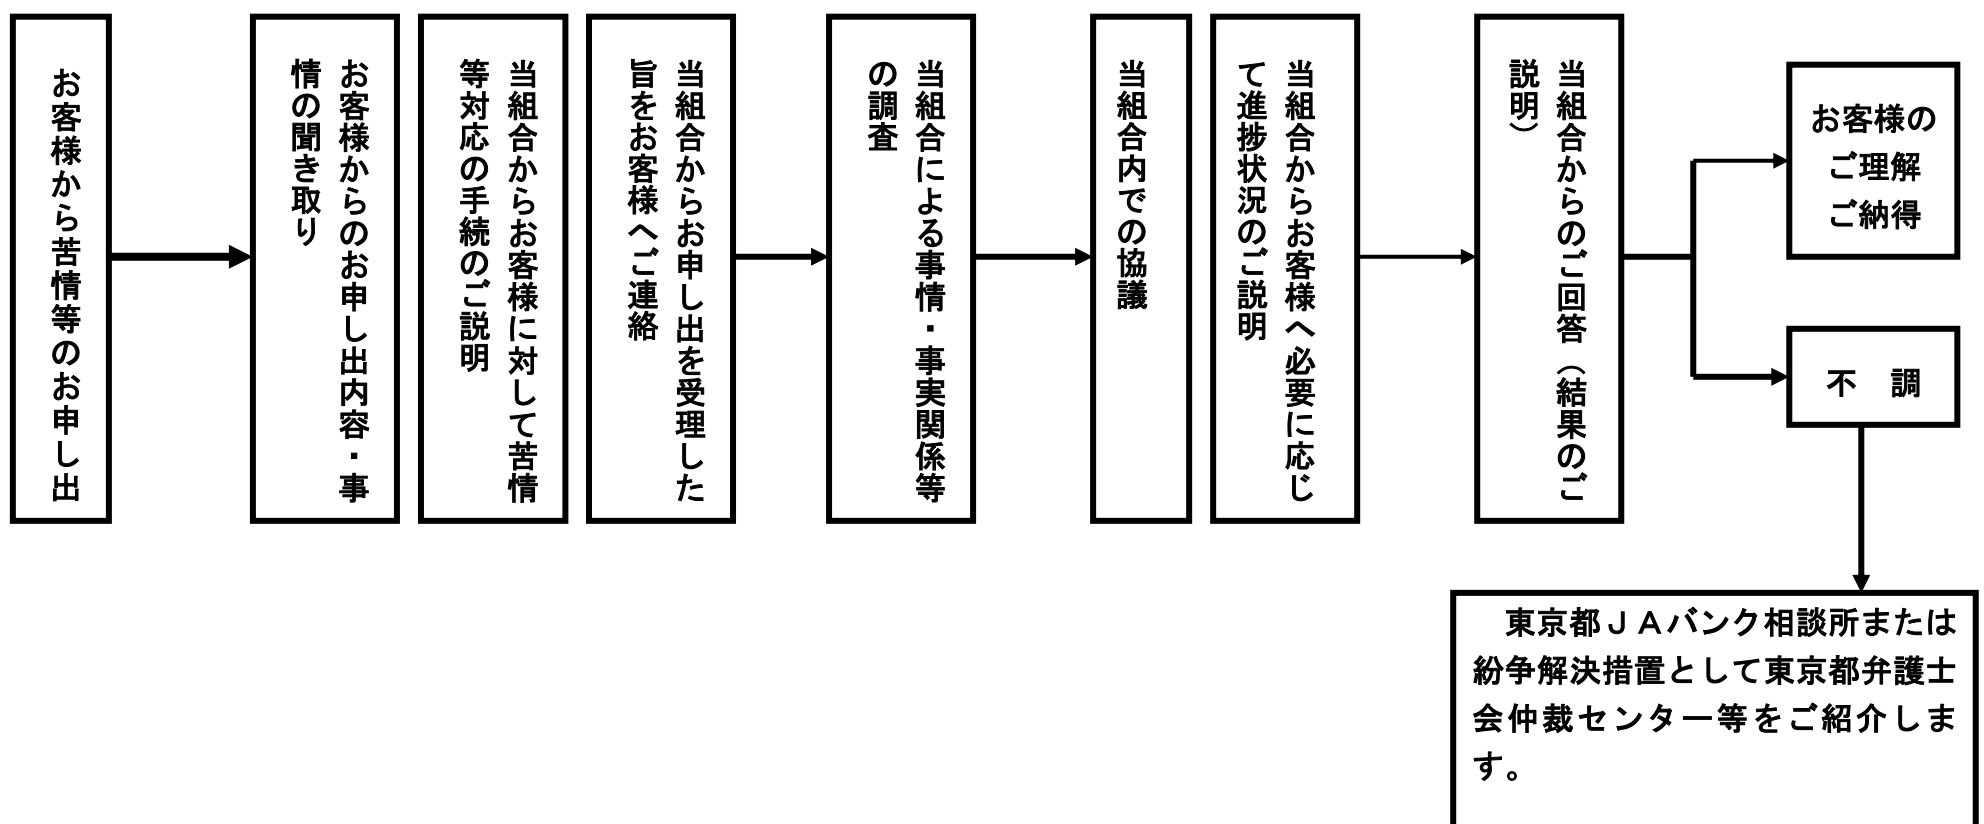 お客様から苦情等のお申し出
お客様からのお申し出内容・事
情の聞き取り
当組合からお客様に対して苦情
等対応の手続のご説明
当組合からお申し出を受理した
旨をお客様へご連絡
当組合による事情・事実関係等
の調査
当組合内での協議
当組合からお客様へ必要に応じ
て進捗状況のご説明
当組合からのご回答（結果のご
説明）
お客様の
ご理解
ご納得
不　調
東京都ＪＡバンク相談所または
紛争解決措置として東京都弁護士
会仲裁センター等をご紹介しま
す。